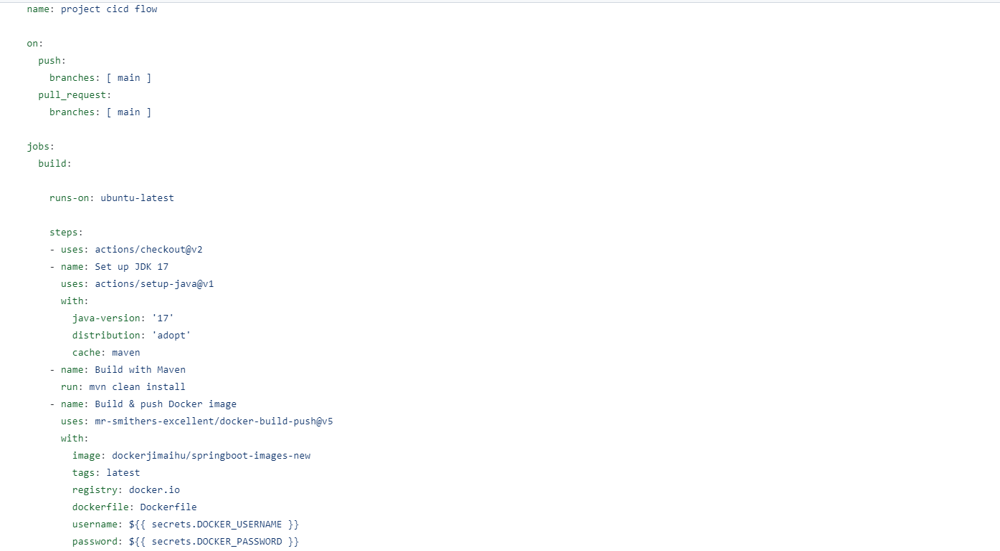 name: project cicd flow
on:
push:
branches: [ main ]
pull_request:
branches: [ main ]
jobs:
build:
runs-on: ubuntu-latest
steps:
- uses: actions/checkout@v2
- name: Set up JDK 17
uses: actions/setup-java@v1
with:
java-version: '17'
distribution: 'adopt'
cache: maven
- name: Build with Maven
run: mvn clean install
- name: Build & push Docker image
uses: mr-smithers-excellent/docker-build-push@v5
with:
image: dockerjimaihu/springboot-images-new
tags: latest
registry: docker.io
dockerfile: Dockerfile
username: ${{ secrets.DOCKER_USERNAME }}
password: ${{ secrets.DOCKER_PASSWORD }}